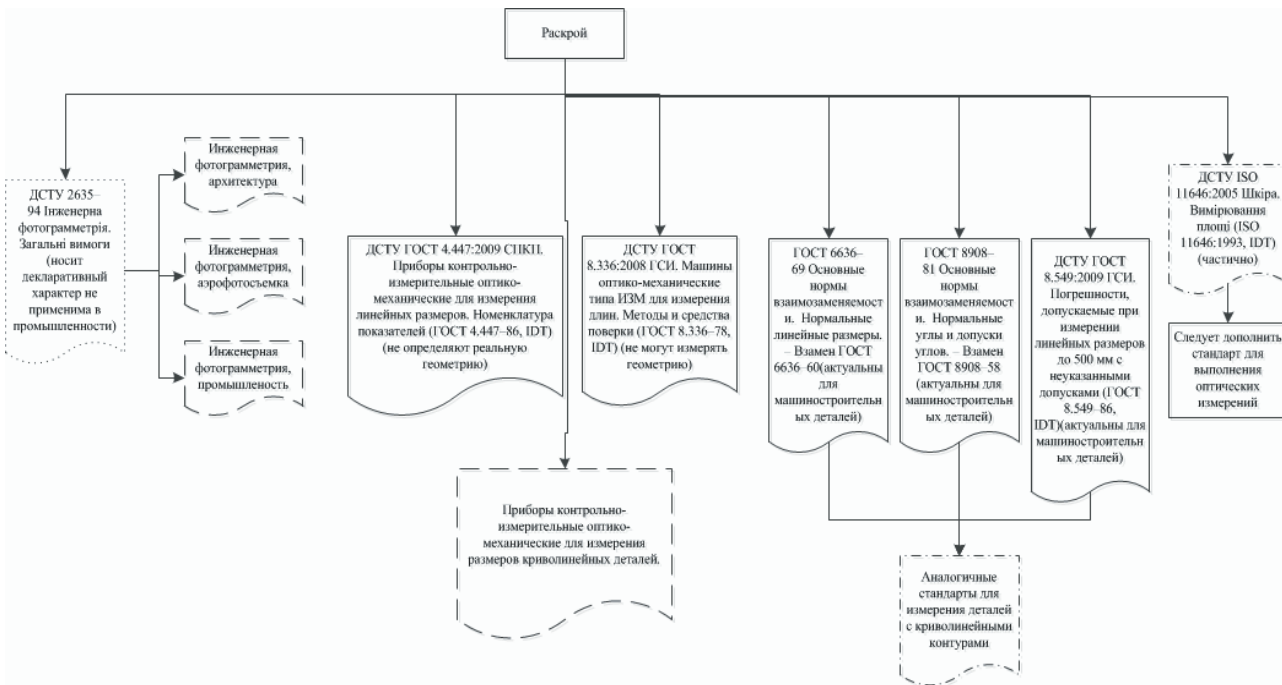 Раскрой
ДСТУ 2635–
94 Інженерна
фотограмметрія.
Загальні вимоги
(носит
декларативный
характер не
применима в
промышленности)
Инженерная
фотограмметрия,
архитектура
Инженерная
фотограмметрия,
аэрофотосъемка
Инженерная
фотограмметрия,
промышленость
ДСТУ ГОСТ 4.447:2009 СПКП.
Приборы контрольно-
измерительные оптико-
механические для измерения
линейных размеров. Номенклатура
показателей (ГОСТ 4.447–86, IDT)
(не определяют реальную
геометрию)
ДСТУ ГОСТ
8.336:2008 ГСИ. Машины
оптико-механические
типа ИЗМ для измерения
длин. Методы и средства
поверки (ГОСТ 8.336–78,
IDT) (не могут измерять
геометрию)
Приборы контрольно-
измерительные оптико-
механические для измерения
размеров криволинейных деталей.
ГОСТ 6636–
69 Основные
нормы
взаимозаменяемост
и. Нормальные
линейные размеры.
– Взамен ГОСТ
6636–60(актуальны
для
машиностроительн
ых деталей)
ГОСТ 8908–
81 Основные
нормы
взаимозаменяемост
и. Нормальные
углы и допуски
углов. – Взамен
ГОСТ 8908–58
(актуальны для
машиностроительн
ых деталей)
ДСТУ ГОСТ
8.549:2009 ГСИ.
Погрешности,
допускаемые при
измерении
линейных размеров
до 500 мм с
неуказанными
допусками (ГОСТ
8.549–86,
IDT)(актуальны для
машиностроительн
ых деталей)
Аналогичные
стандарты для
измерения деталей
с криволинейными
контурами
ДСТУ ISO
11646:2005 Шкіра.
Вимірювання
площі (ISO
11646:1993, IDT)
(частично)
Следует дополнить
стандарт для
выполнения
оптических
измерений